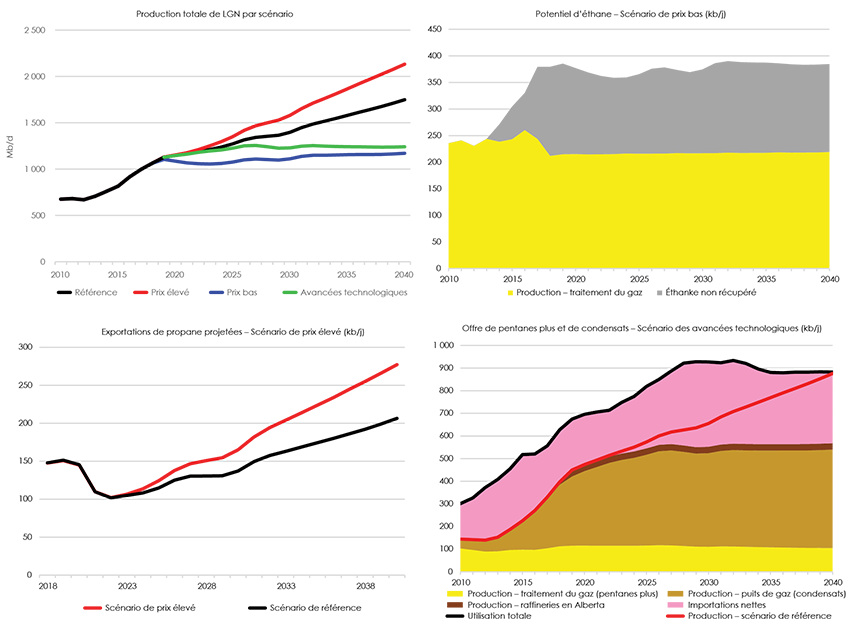 Production totale de LGN par scénario
Mb/d
2 500
2 000
1 500
1 000
500
0
2010 2015 2020 2025 2030 2035 2040
Référence Prix élevé Prix bas Avancées technologiques
Potentiel d'éthane – Scénario de prix bas (kb/j)
450
400
350
300
250
200
150
100
50
0
2010 2015 2020 2025 2030 2035 2040
Production – traitement du gaz Éthanke non récupéré
Exportations de propane projetées – Scénario de prix élevé (kb/j)
300
250
200
150
100
50
0
2018 2023 2028 2033 2038
Scénario de prix élevé Scénario de référence
Offre de pentanes plus et de condensats – Scénario des avancées technologiques (kb/j)
1 000
900
800
700
600
500
400
300
200
100
0
2010 2015 2020 2025 2030 2035 2040
Production – traitement du gaz (pentanes plus) Production – puits de gaz (condensats)
Production – raffineries en Alberta Importations nettes
Utilisation totale Production – scénario de référence